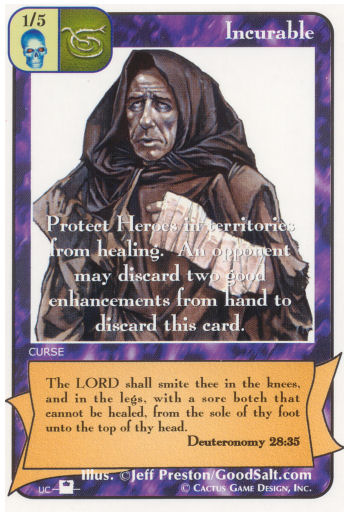 1/5
Incurable
Protect Heroes in territories
from healing. An opponent
may discard two good
enhancements from hand to
discard this card.
CURSE
The LORD shall smite thee in the knees,
and in the legs, with a sore botch that
cannot be healed, from the sole of thy foot
unto the top of thy head.
Deuteronomy 28:35
Illus. ©Jeff Preston/GoodSalt.com
UC
© Cactus Game Design, Inc.